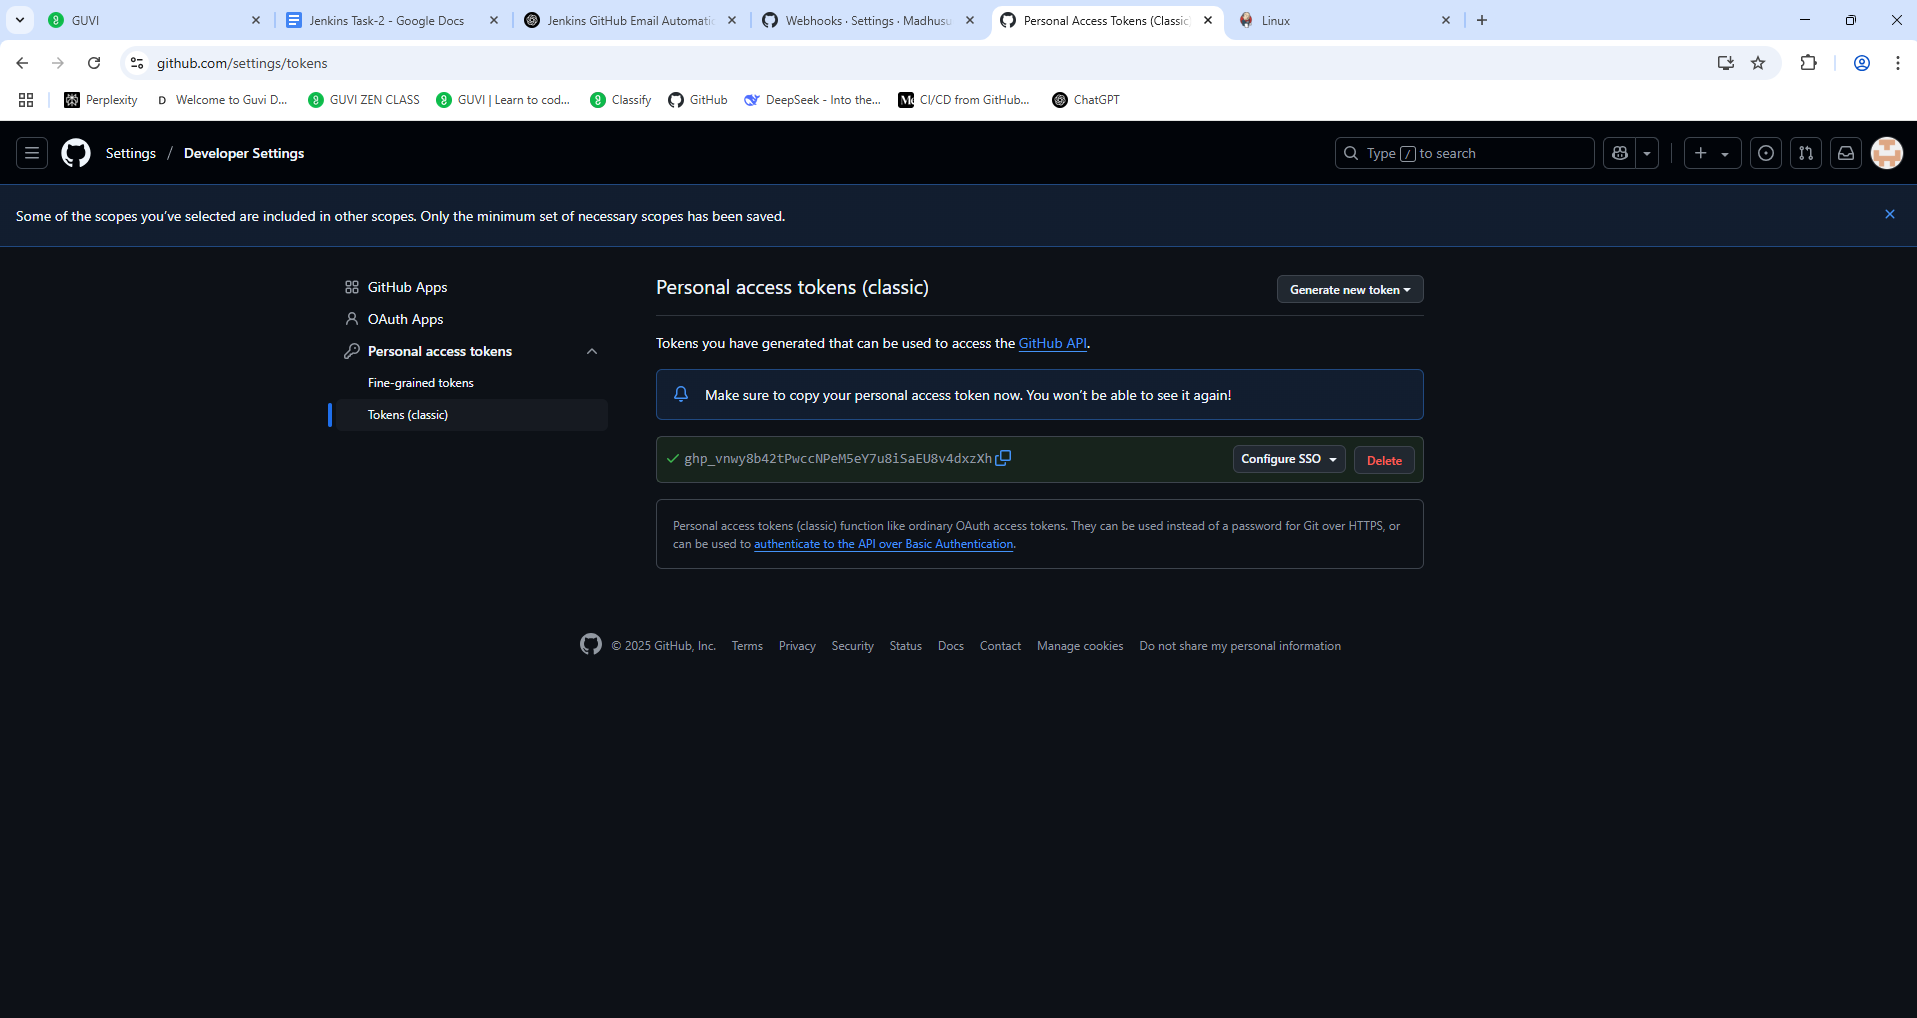 GUVI
Jenkins Task-2 - Google Docs
Jenkins GitHub Email Automatic
Webhooks · Settings · Madhusu
Personal Access Tokens (Classic)
Linux
github.com/settings/tokens
Perplexity
D Welcome to Guvi D...
GUVI ZEN CLASS
GUVI | Learn to cod...
Classify
GitHub
DeepSeek - Into the...
CI/CD from GitHub...
ChatGPT
Settings / Developer Settings
Type / to search
Some of the scopes you’ve selected are included in other scopes. Only the minimum set of necessary scopes has been saved.
GitHub Apps
OAuth Apps
Personal access tokens
Fine-grained tokens
Tokens (classic)
Personal access tokens (classic)
Generate new token
Tokens you have generated that can be used to access the GitHub API.
Make sure to copy your personal access token now. You won’t be able to see it again!
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
Configure SSO
Delete
Personal access tokens (classic) function like ordinary OAuth access tokens. They can be used instead of a password for Git over HTTPS, or
can be used to authenticate to the API over Basic Authentication.
© 2025 GitHub, Inc. Terms Privacy Security Status Docs Contact Manage cookies Do not share my personal information